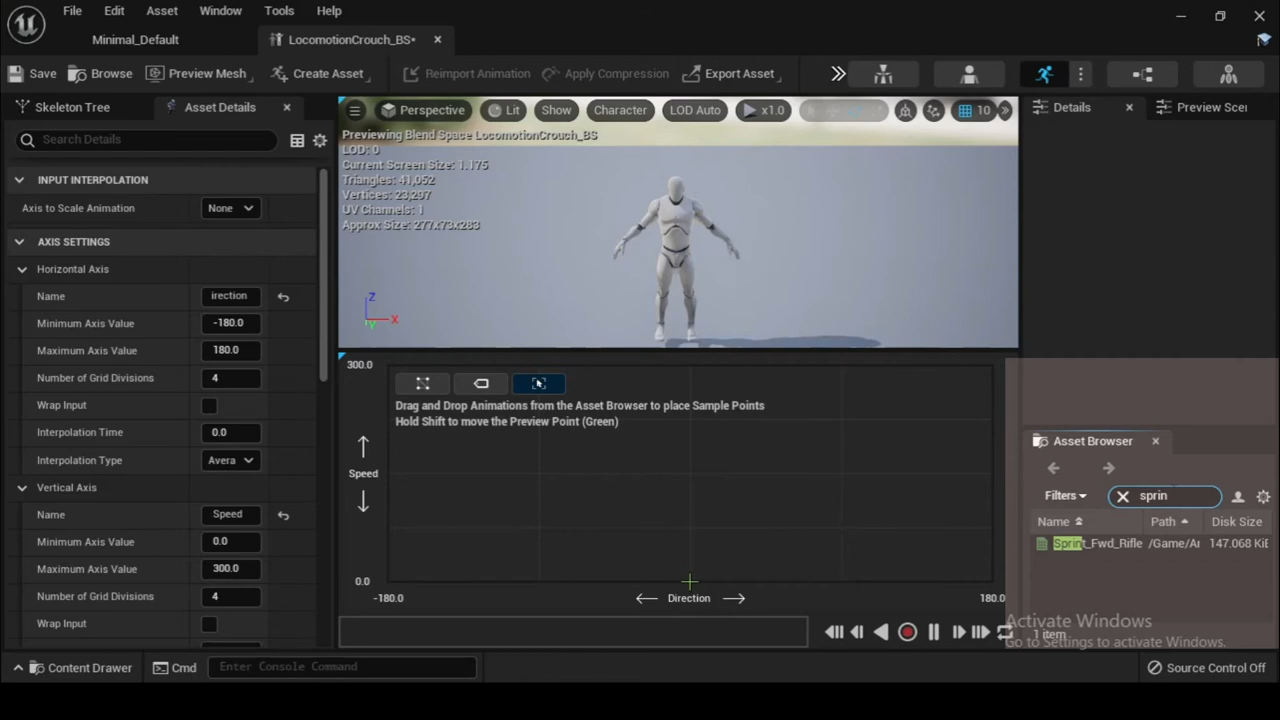 File Edit Asset Window Tools Help
Minimal_Default
LocomotionCrouch_BS*
Save Browse Preview Mesh Create Asset Reimport Animation Apply Compression Export Asset
Skeleton Tree Asset Details
Search Details
INPUT INTERPOLATION
Axis to Scale Animation None
AXIS SETTINGS
Horizontal Axis
Name irection
Minimum Axis Value -180.0
Maximum Axis Value 180.0
Number of Grid Divisions 4
Wrap Input
Interpolation Time 0.0
Interpolation Type Avera
Vertical Axis
Name Speed
Minimum Axis Value 0.0
Maximum Axis Value 300.0
Number of Grid Divisions 4
Wrap Input
Perspective Lit Show Character LOD Auto x1.0 10
Previewing Blend Space LocomotionCrouch_BS
LOD: 0
Current Screen Size: 1.175
Triangles: 41,052
Vertices: 23,297
UV Channels: 1
Approx Size: 277x73x283
Z
X
Y
300.0
Drag and Drop Animations from the Asset Browser to place Sample Points
Hold Shift to move the Preview Point (Green)
Speed
0.0
-180.0 Direction 180.0
Details Preview Scer
Asset Browser
Filters sprin
Name Path Disk Size
Sprint_Fwd_Rifle /Game/Ar 147.068 KiE
1 item
Activate Windows
Go to Settings to activate Windows.
Content Drawer Cmd Enter Console Command Source Control Off